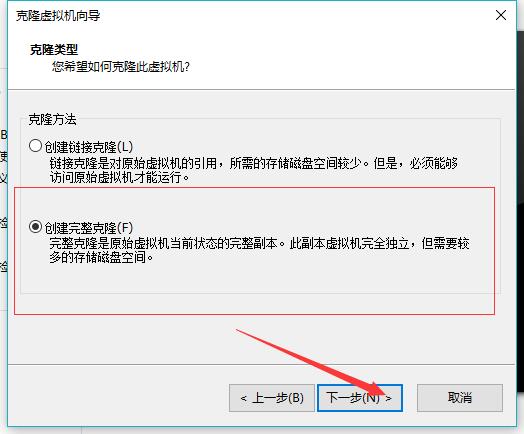 克隆虚拟机向导
克隆类型
您希望如何克隆此虚拟机?
克隆方法
创建链接克隆(L)
链接克隆是对原始虚拟机的引用，所需的存储磁盘空间较少。但是，必须能够
访问原始虚拟机才能运行。
创建完整克隆(F)
完整克隆是原始虚拟机当前状态的完整副本。此副本虚拟机完全独立，但需要较
多的存储磁盘空间。
< 上一步(B)
下一步(N) >
取消